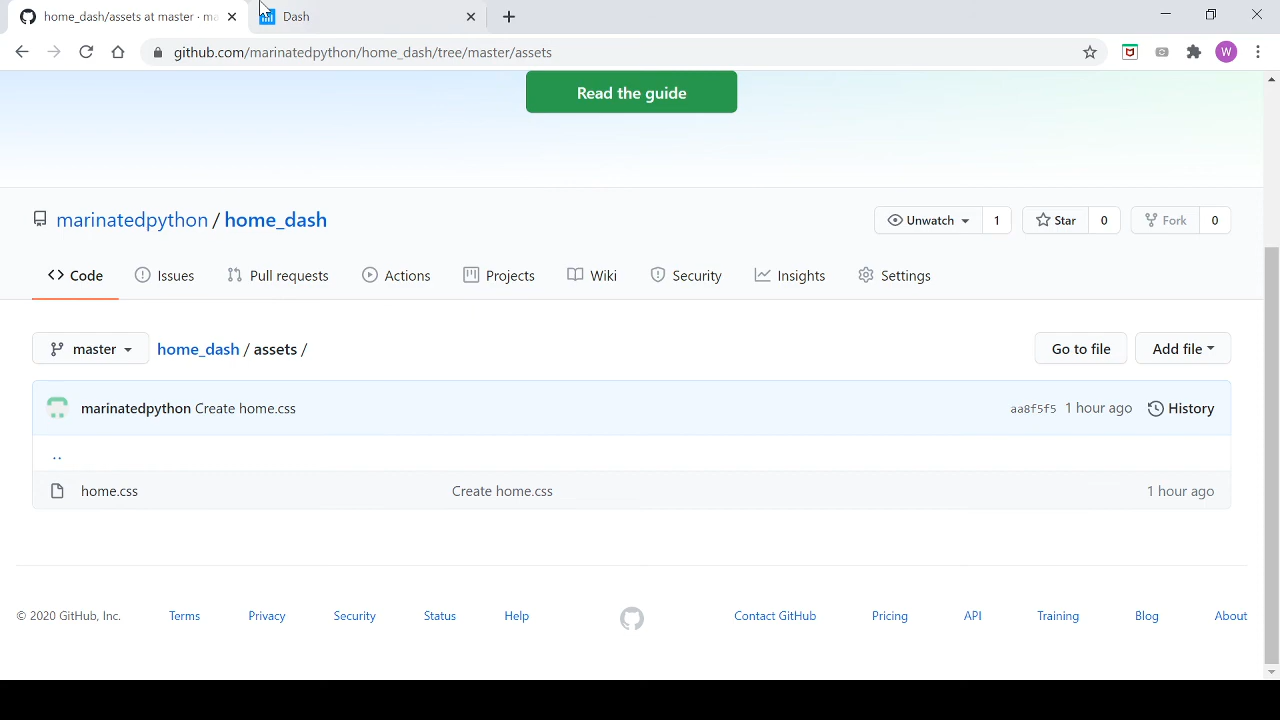 home_dash/assets at master · ma
Dash
github.com/marinatedpython/home_dash/tree/master/assets
W
Read the guide
marinatedpython / home_dash
Unwatch 1
Star 0
Fork 0
Code Issues Pull requests Actions Projects Wiki Security Insights Settings
master home_dash / assets /
Go to file Add file
marinatedpython Create home.css aa8f5f5 1 hour ago History
..
home.css Create home.css 1 hour ago
© 2020 GitHub, Inc. Terms Privacy Security Status Help Contact GitHub Pricing API Training Blog About